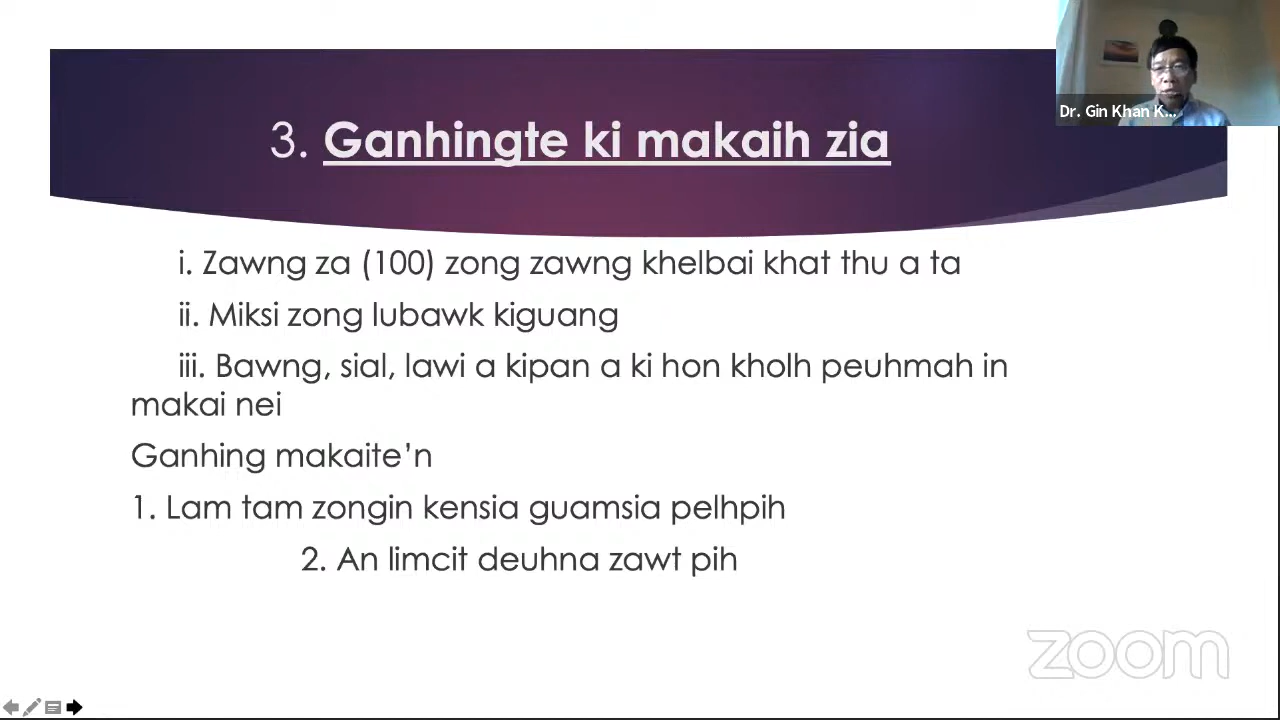 Dr. Gin Khan K...
3. Ganhingte ki makaih zia
i. Zawng za (100) zong zawng khelbai khat thu a ta
ii. Miksi zong lubawk kiguang
iii. Bawng, sial, lawi a kipan a ki hon kholh peuhmah in
makai nei
Ganhing makaite’n
1. Lam tam zongin kensia guamsia pelhpih
2. An limcit deuhna zawt pih
zoom